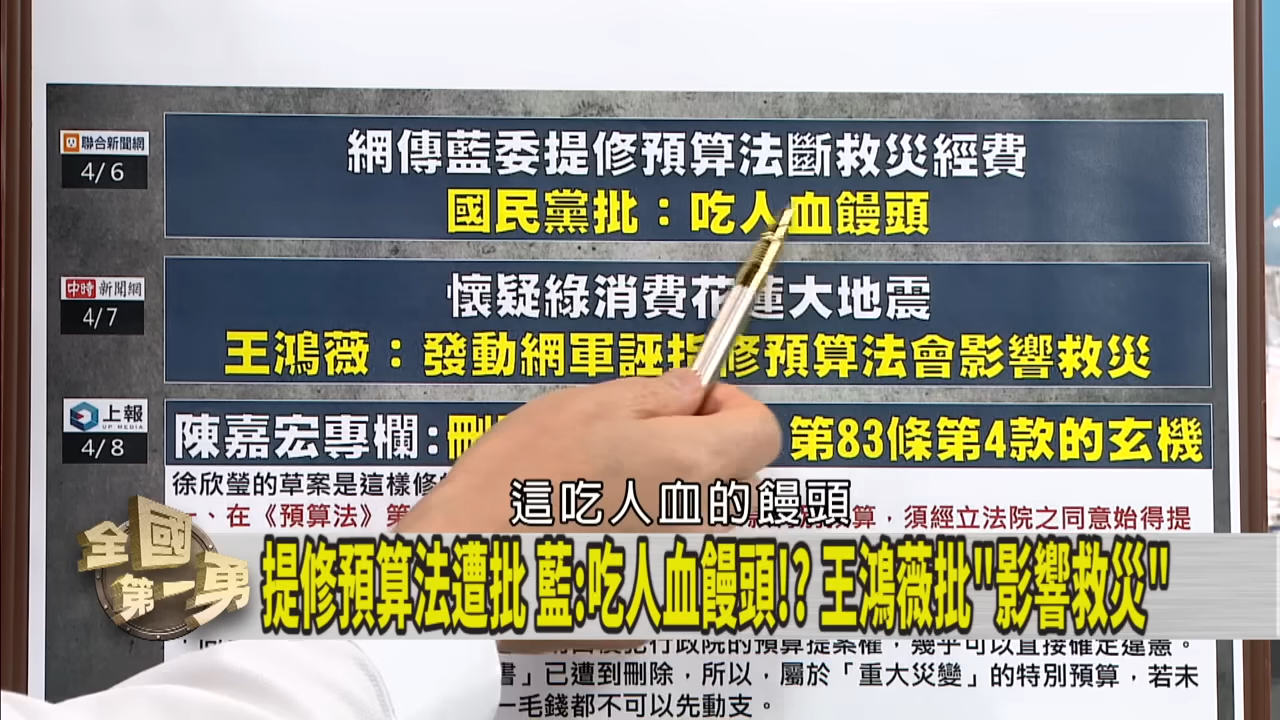 聯合新聞網
4/6
網傳藍委提修預算法斷救災經費
國民黨批：吃人血饅頭
中時 新聞網
4/7
懷疑綠消費花蓮大地震
王鴻薇：發動網軍誣指修預算法會影響救災
上報
UP MEDIA
4/8
陳嘉宏專欄:刪 第83條第4款的玄機
徐欣瑩的草案是這樣修
一、在《預算法》第 預算，須經立法院之同意始得提
這吃人血的饅頭
全國第一勇
提修預算法遭批 藍:吃人血饅頭!? 王鴻薇批"影響救災"
犯行政院的預算提案權，幾乎可以直接確定違憲。
書」已遭到刪除，所以，屬於「重大災變」的特別預算，若未
一毛錢都不可以先動支。